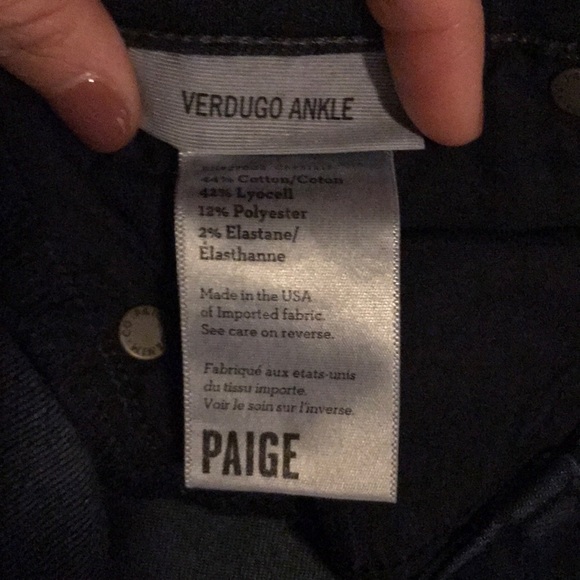 VERDUGO ANKLE
44% Cotton/Coton
42% Lyocell
12% Polyester
2% Elastane/
Élasthanne
Made in the USA
of Imported fabric.
See care on reverse.
Fabriqué aux etats-unis
du tissu importe.
Voir le soin sur l'inverse.
PAIGE